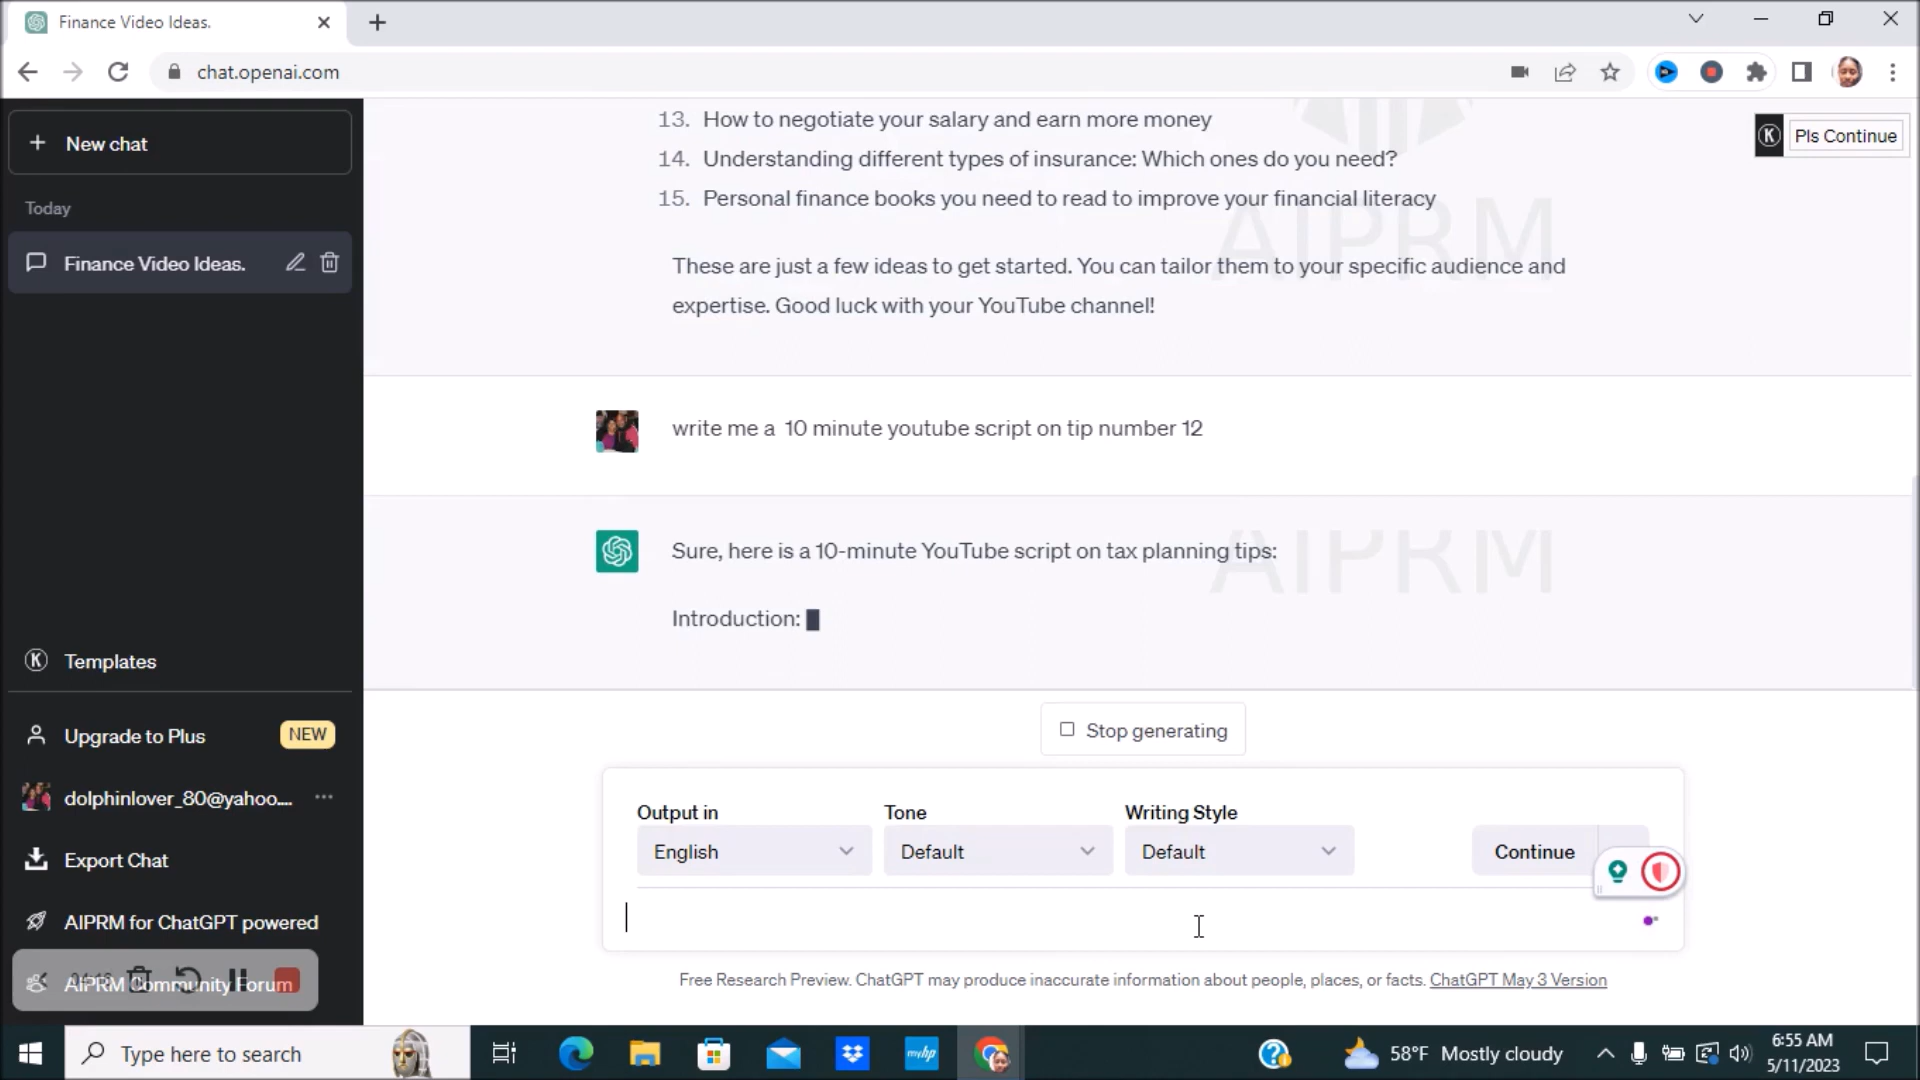 Finance Video Ideas.
chat.openai.com
New chat
Today
Finance Video Ideas.
Templates
Upgrade to Plus NEW
dolphinlover_80@yahoo....
Export Chat
AIPRM for ChatGPT powered
AIPRM Community Forum
13. How to negotiate your salary and earn more money
14. Understanding different types of insurance: Which ones do you need?
15. Personal finance books you need to read to improve your financial literacy
AIPRM
These are just a few ideas to get started. You can tailor them to your specific audience and
expertise. Good luck with your YouTube channel!
K Pls Continue
write me a  10 minute youtube script on tip number 12
Sure, here is a 10-minute YouTube script on tax planning tips:
AIPRM
Introduction:
Stop generating
Output in Tone Writing Style
English Default Default Continue
Free Research Preview. ChatGPT may produce inaccurate information about people, places, or facts. ChatGPT May 3 Version
Type here to search
myhp
58°F Mostly cloudy
6:55 AM
5/11/2023